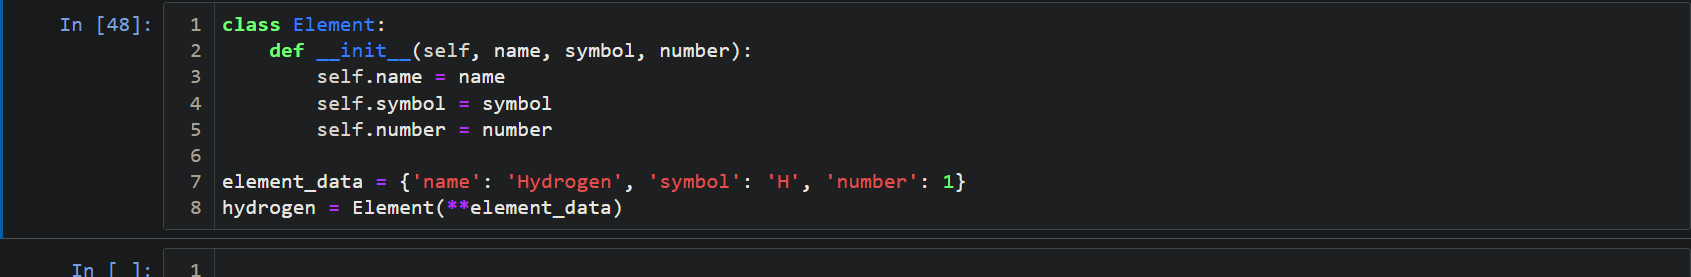 In [48]:
1 class Element:
2     def __init__(self, name, symbol, number):
3         self.name = name
4         self.symbol = symbol
5         self.number = number
6
7 element_data = {'name': 'Hydrogen', 'symbol': 'H', 'number': 1}
8 hydrogen = Element(**element_data)
In [ ]:
1